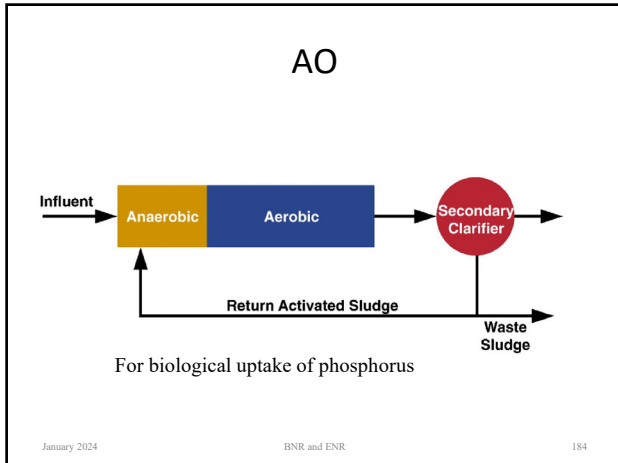 AO
Influent
Anaerobic
Aerobic
Secondary
Clarifier
Return Activated Sludge
Waste
Sludge
For biological uptake of phosphorus
January 2024
BNR and ENR
184